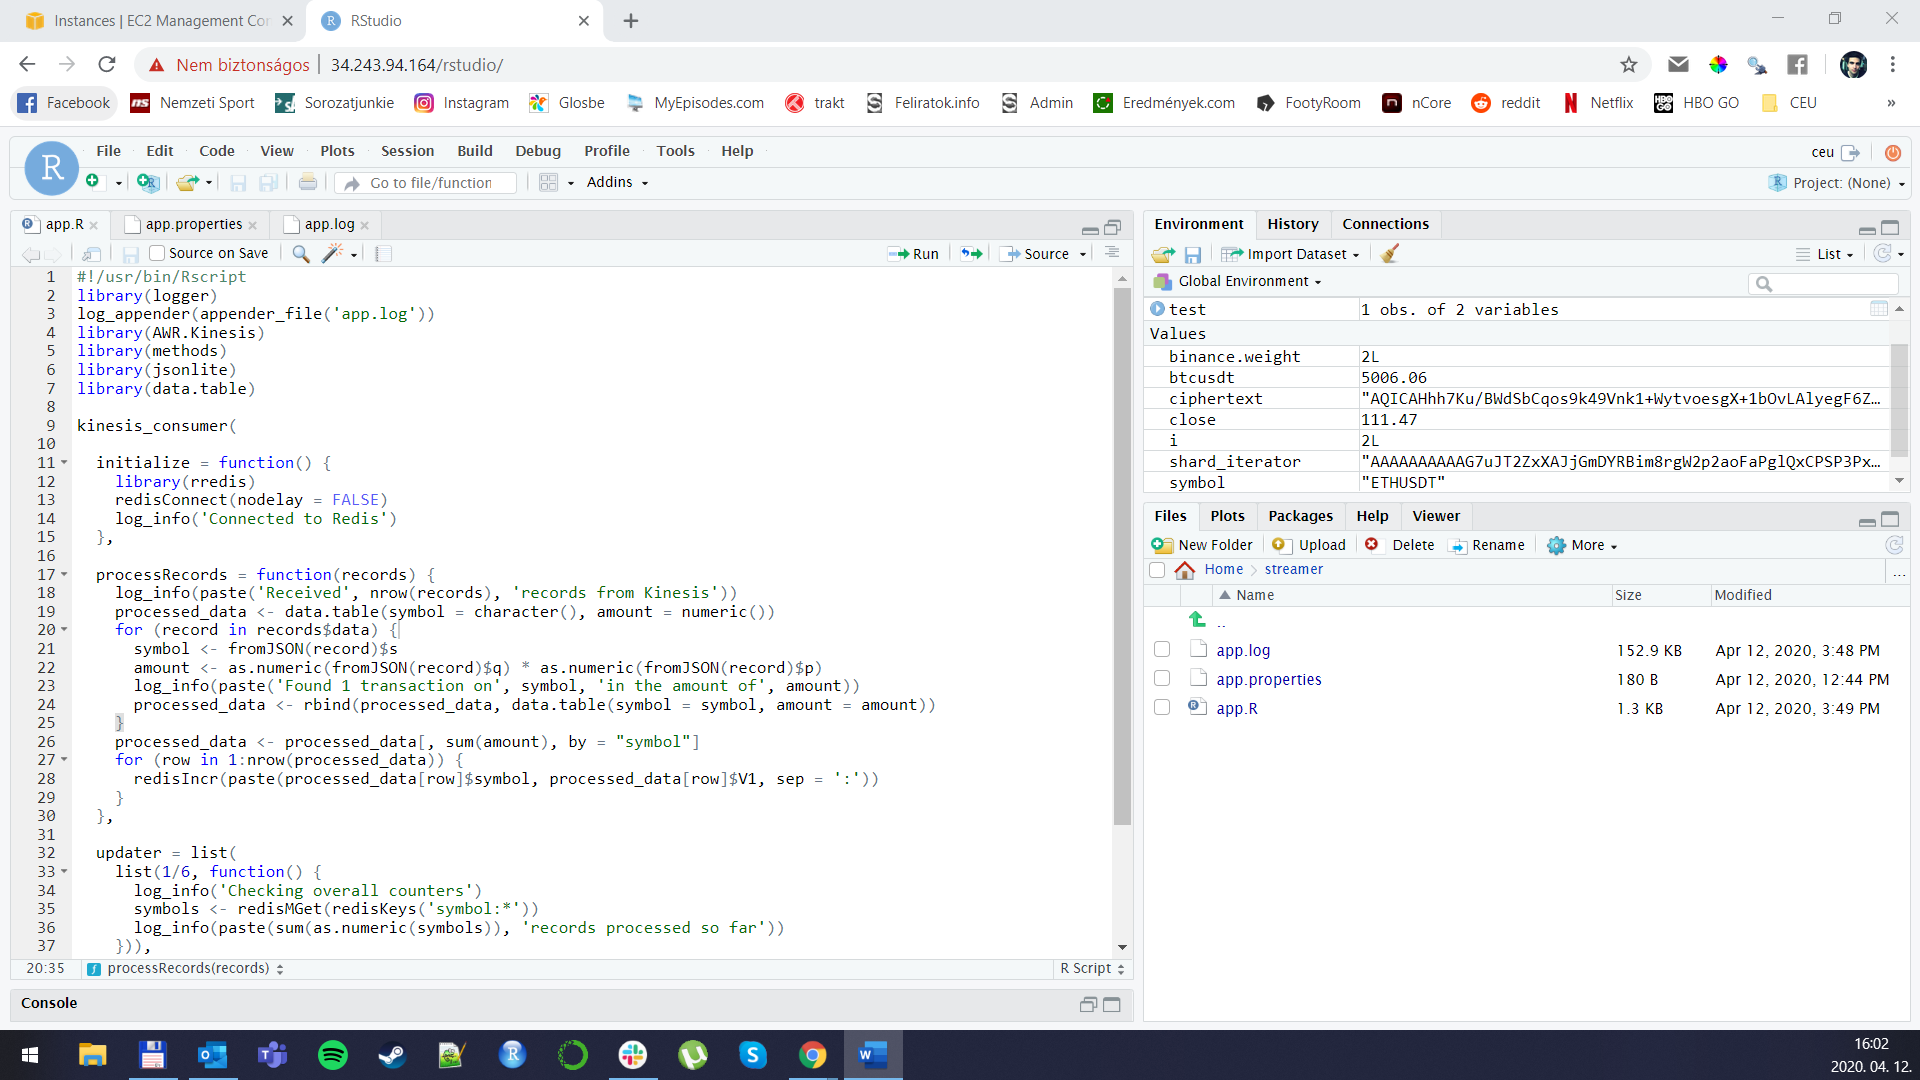 Instances | EC2 Management Con
RStudio
Nem biztonságos
34.243.94.164/rstudio/
Facebook
Nemzeti Sport
Sorozatjunkie
Instagram
Glosbe
MyEpisodes.com
trakt
Feliratok.info
Admin
Eredmények.com
FootyRoom
nCore
reddit
Netflix
HBO GO
CEU
»
File Edit Code View Plots Session Build Debug Profile Tools Help
ceu
Go to file/function
Addins
Project: (None)
app.R
app.properties
app.log
Source on Save
Run
Source
1 #!/usr/bin/Rscript
2 library(logger)
3 log_appender(appender_file('app.log'))
4 library(AWR.Kinesis)
5 library(methods)
6 library(jsonlite)
7 library(data.table)
8
9 kinesis_consumer(
10
11 initialize = function() {
12 library(rredis)
13 redisConnect(nodelay = FALSE)
14 log_info('Connected to Redis')
15 },
16
17 processRecords = function(records) {
18 log_info(paste('Received', nrow(records), 'records from Kinesis'))
19 processed_data <- data.table(symbol = character(), amount = numeric())
20 for (record in records$data) {
21 symbol <- fromJSON(record)$s
22 amount <- as.numeric(fromJSON(record)$q) * as.numeric(fromJSON(record)$p)
23 log_info(paste('Found 1 transaction on', symbol, 'in the amount of', amount))
24 processed_data <- rbind(processed_data, data.table(symbol = symbol, amount = amount))
25 }
26 processed_data <- processed_data[, sum(amount), by = "symbol"]
27 for (row in 1:nrow(processed_data)) {
28 redisIncr(paste(processed_data[row]$symbol, processed_data[row]$V1, sep = ':'))
29 }
30 },
31
32 updater = list(
33 list(1/6, function() {
34 log_info('Checking overall counters')
35 symbols <- redisMGet(redisKeys('symbol:*'))
36 log_info(paste(sum(as.numeric(symbols)), 'records processed so far'))
37 })),
20:35
processRecords(records)
R Script
Console
Environment History Connections
Import Dataset
List
Global Environment
test 1 obs. of 2 variables
Values
binance.weight 2L
btcusdt 5006.06
ciphertext "AQICAHhh7Ku/BWdSbCqos9k49Vnk1+WytvoesgX+1bOvLAlyegF6Z…
close 111.47
i 2L
shard_iterator "AAAAAAAAAAG7uJT2ZxXAJjGmDYRBim8rgW2p2aoFaPglQxCPSP3Px…
symbol "ETHUSDT"
Files Plots Packages Help Viewer
New Folder Upload Delete Rename More
Home streamer
...
Name Size Modified
..
app.log 152.9 KB Apr 12, 2020, 3:48 PM
app.properties 180 B Apr 12, 2020, 12:44 PM
app.R 1.3 KB Apr 12, 2020, 3:49 PM
16:02
2020. 04. 12.